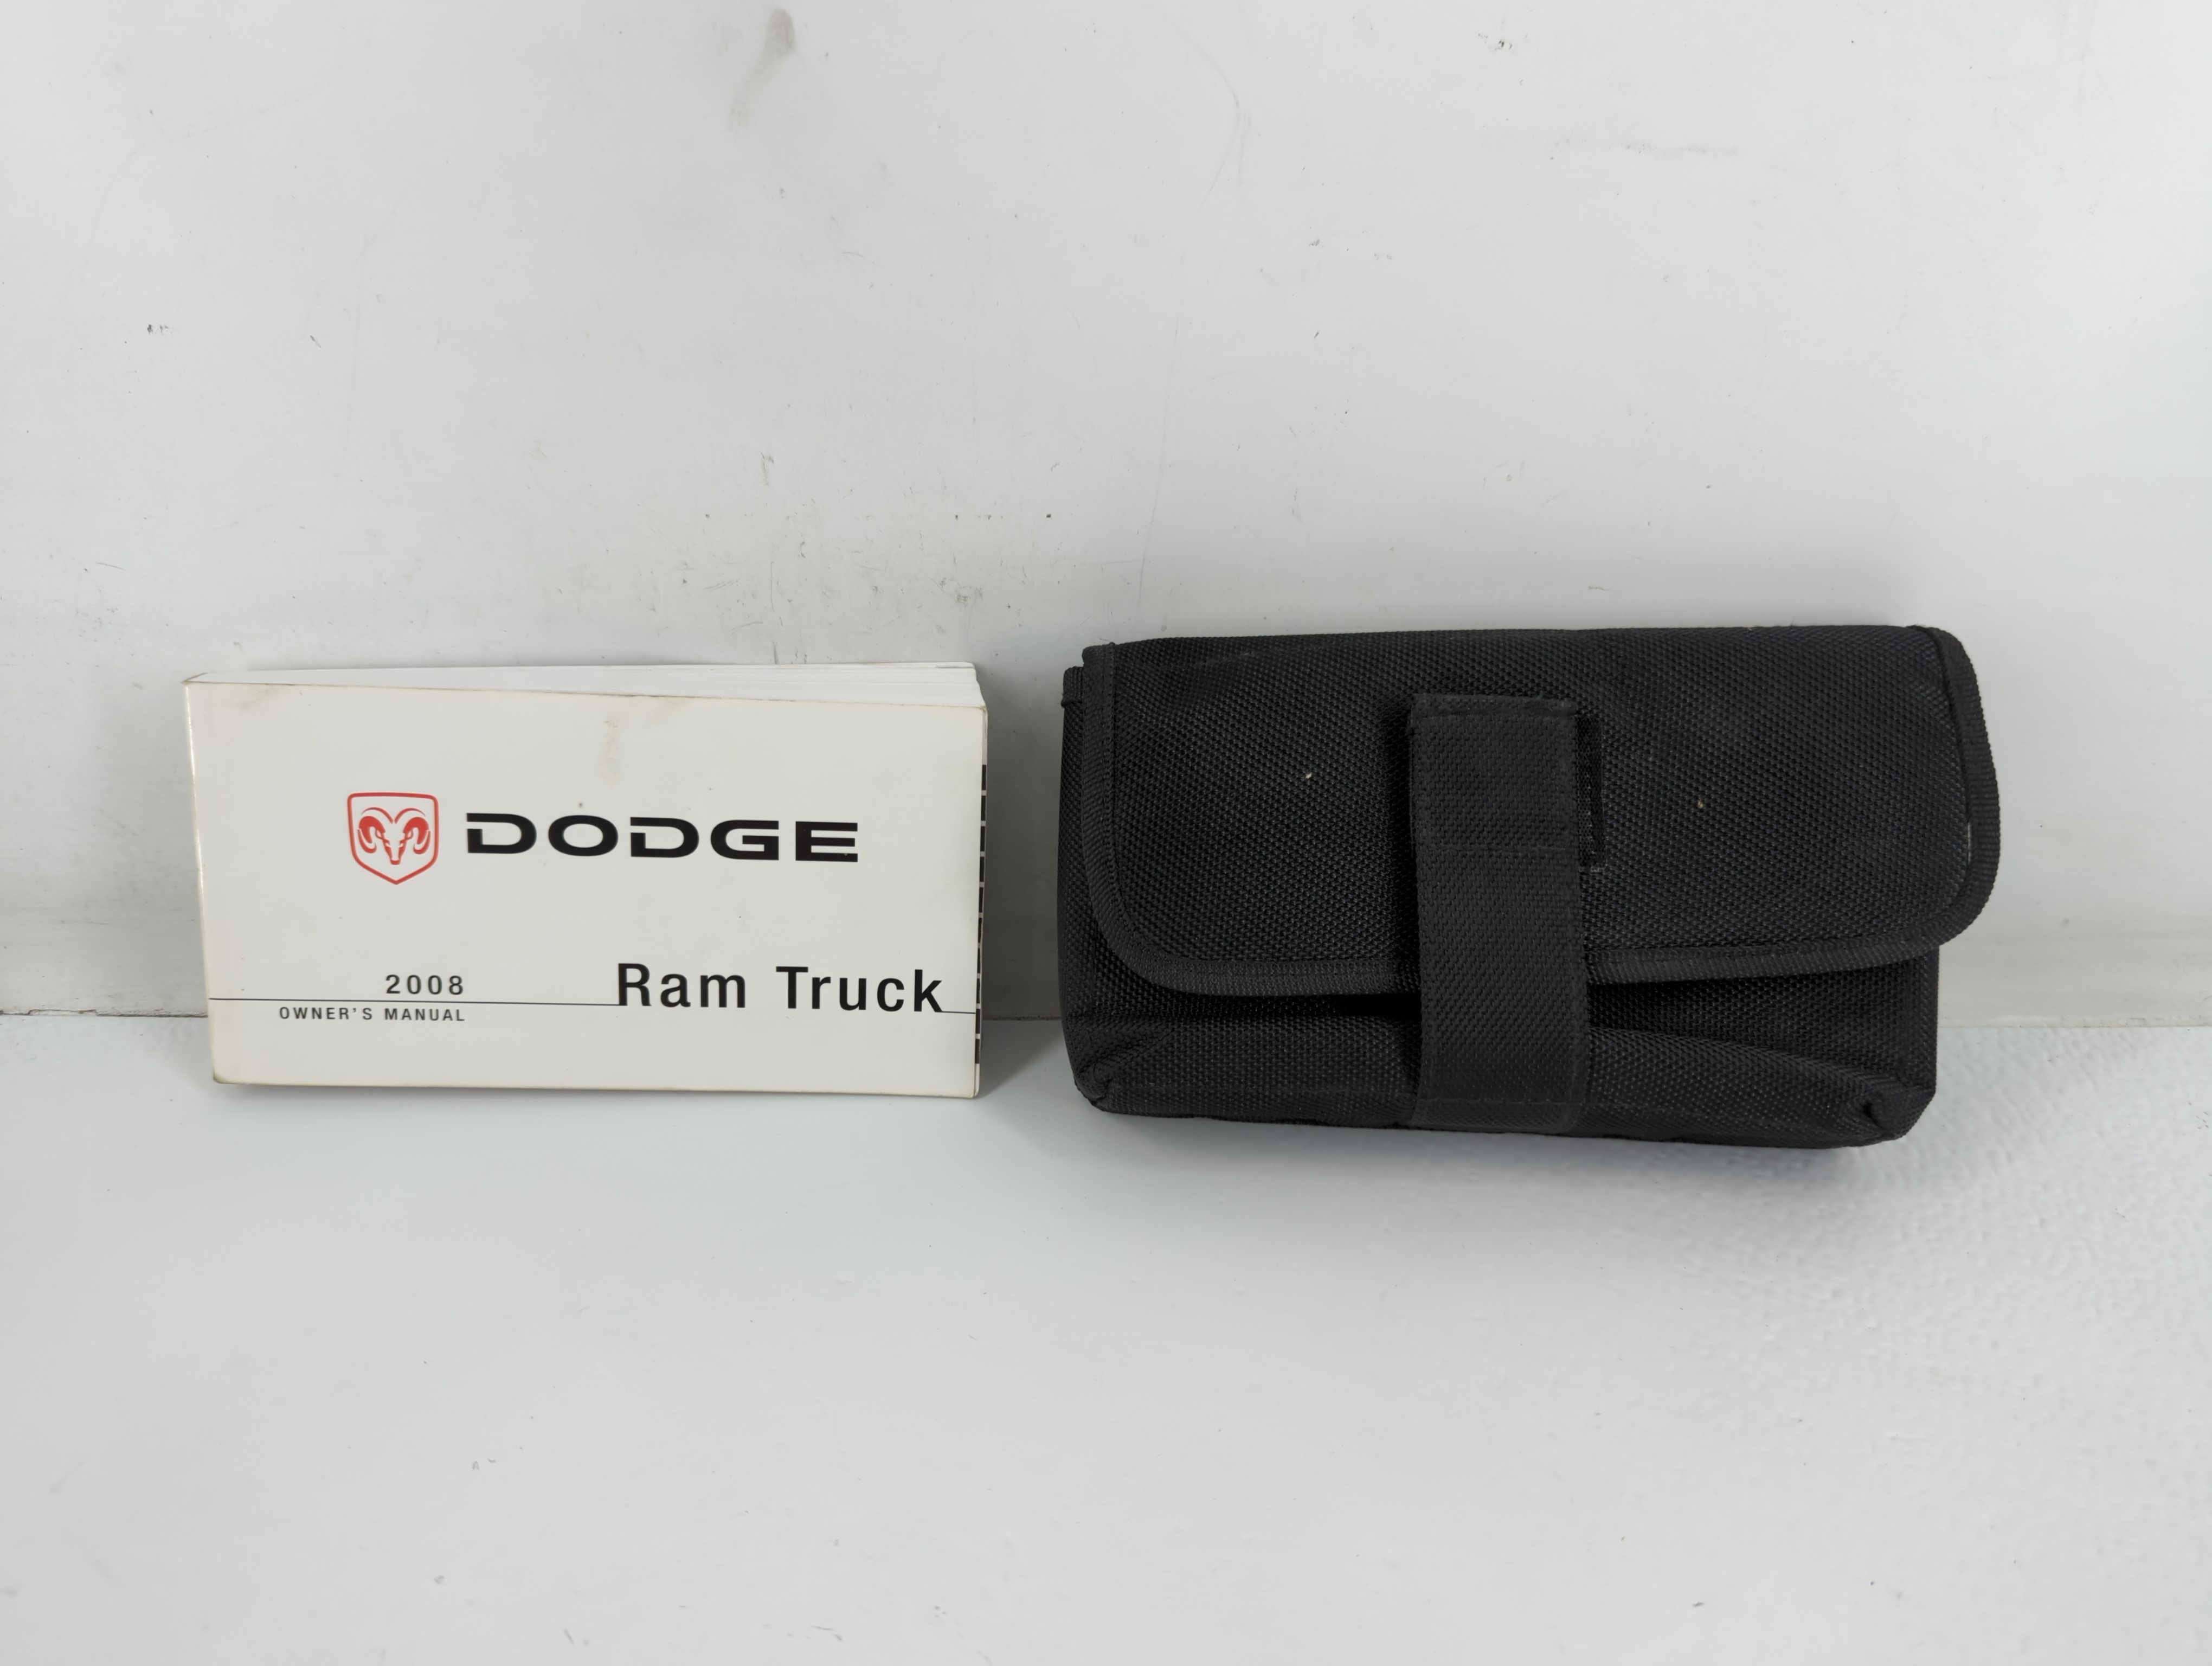 DODGE
2008
Ram Truck
OWNER'S MANUAL